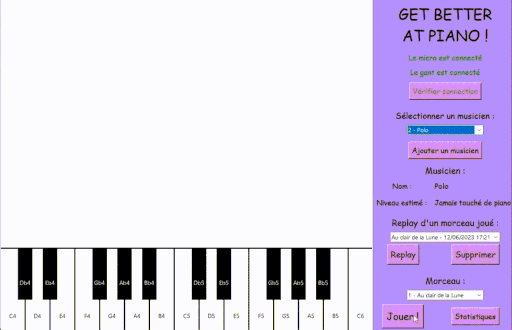 GET BETTER
AT PIANO !
Le micro est connecté
Le gant est connecté
Vérifier connection
Sélectionner un musicien :
2 - Polo
Ajouter un musicien
Musicien :
Nom : Polo
Niveau estimé : Jamais touché de piano
Replay d'un morceau joué :
Au clair de la Lune - 12/06/2023 17:21
Replay Supprimer
Morceau :
1 - Au clair de la Lune
Jouer ! Statistiques
Db4 Eb4 Gb4 Ab4 Bb4 Db5 Eb5 Gb5 Ab5 Bb5
C4 D4 E4 F4 G4 A4 B4 C5 D5 E5 F5 G5 A5 B5 C6